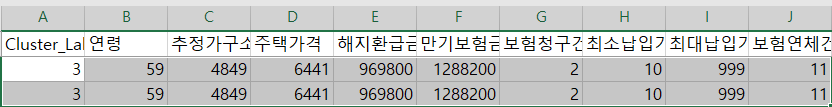 A B C D E F G H I J
Cluster_Lal 연령 추정가구소 주택가격 해지환급금 만기보험금 보험청구건 최소납입기 최대납입기 보험연체건
3 59 4849 6441 969800 1288200 2 10 999 11
3 59 4849 6441 969800 1288200 2 10 999 11